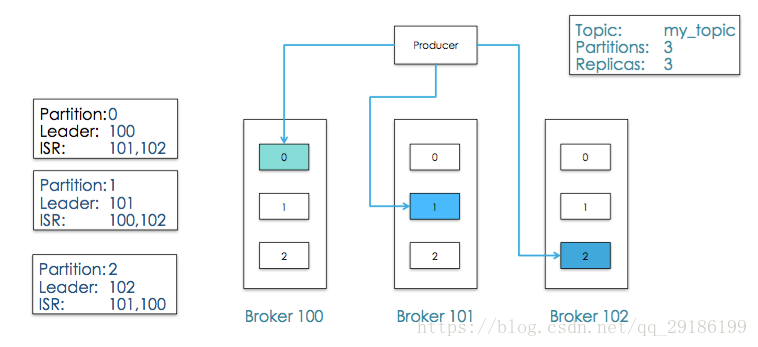 Producer
Topic: my_topic
Partitions: 3
Replicas: 3
Partition:0
Leader: 100
ISR: 101,102
Partition:1
Leader: 101
ISR: 100,102
Partition:2
Leader: 102
ISR: 101,100
0
1
2
Broker 100
0
1
2
Broker 101
0
1
2
Broker 102
https://blog.csdn.net/qq_29186199